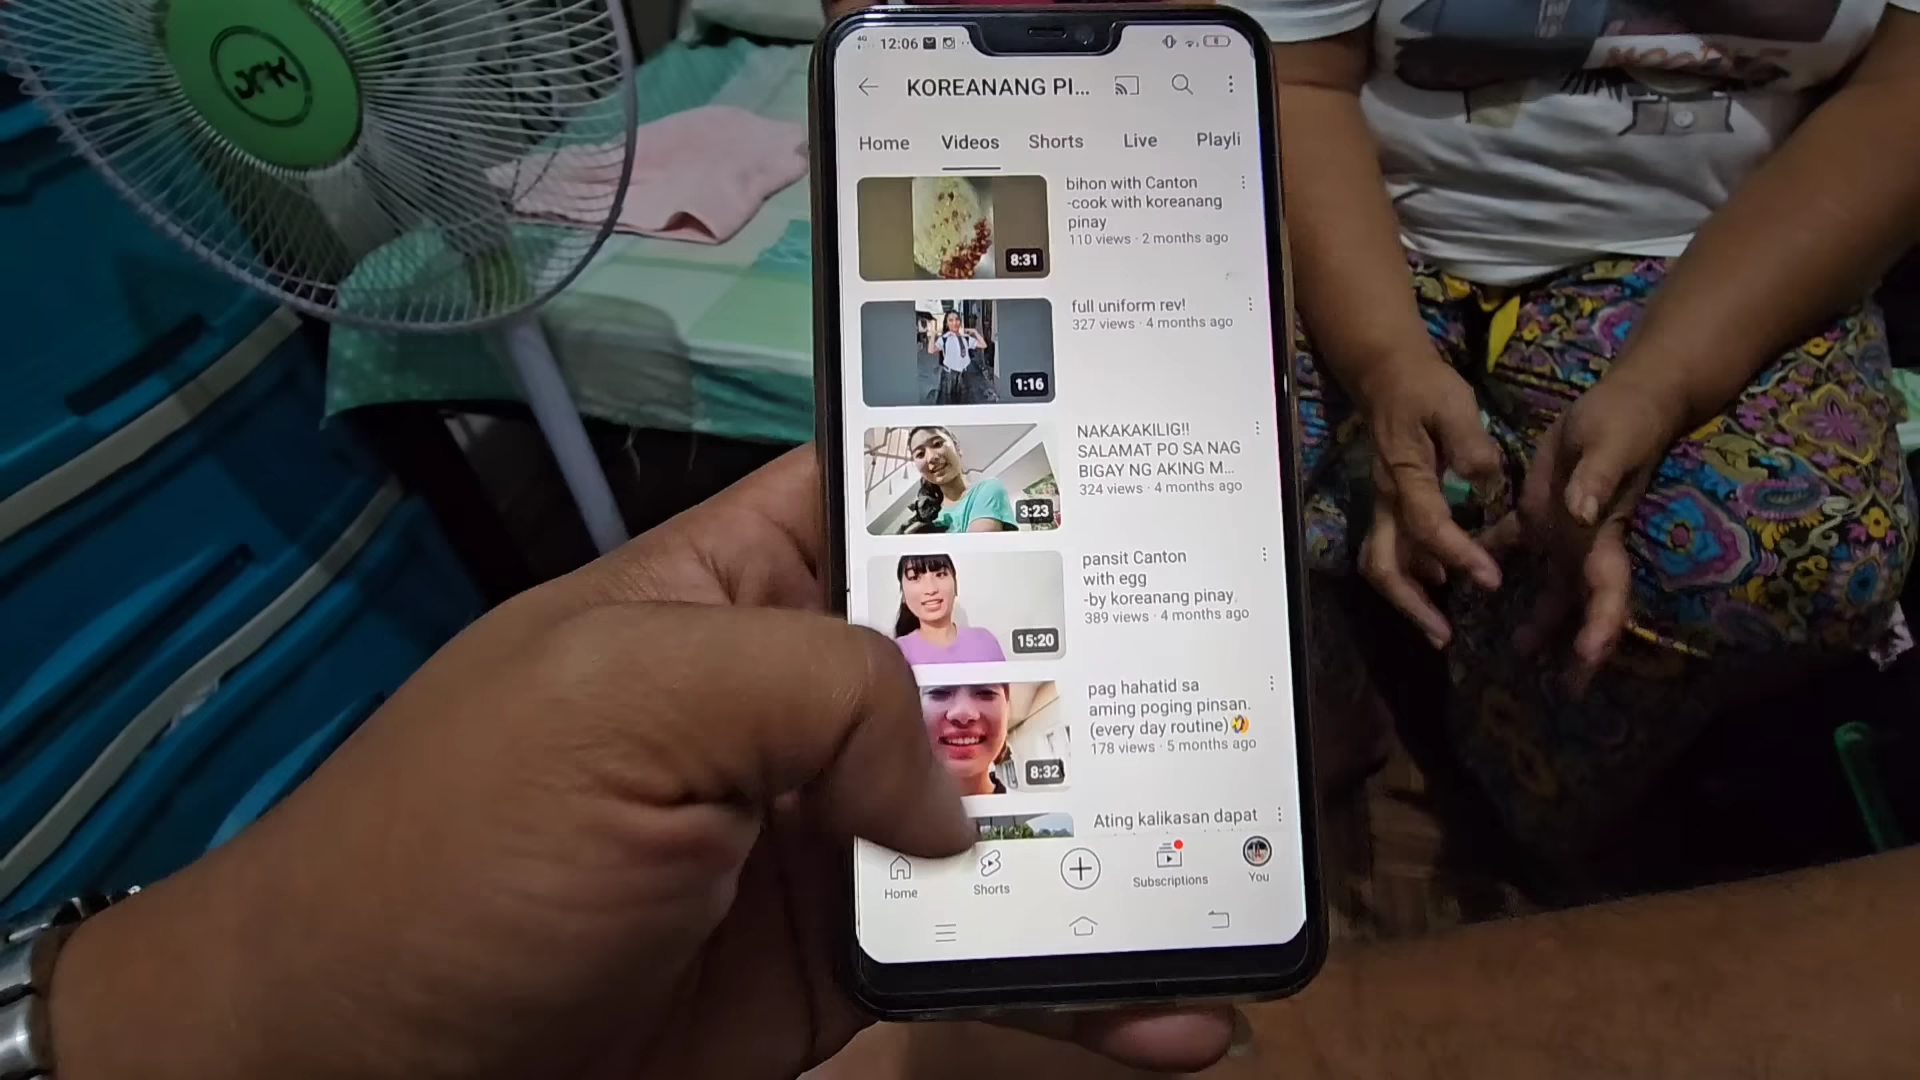 JFK
4G
12:06
KOREANANG PI...
Home Videos Shorts Live Playli
bihon with Canton
-cook with koreanang
pinay
110 views · 2 months ago
8:31
full uniform rev!
327 views · 4 months ago
1:16
NAKAKAKILIG!!
SALAMAT PO SA NAG
BIGAY NG AKING M...
324 views · 4 months ago
3:23
pansit Canton
with egg
-by koreanang pinay
389 views · 4 months ago
15:20
pag hahatid sa
aming poging pinsan.
(every day routine)🤣
178 views · 5 months ago
8:32
Ating kalikasan dapat
Home Shorts Subscriptions You